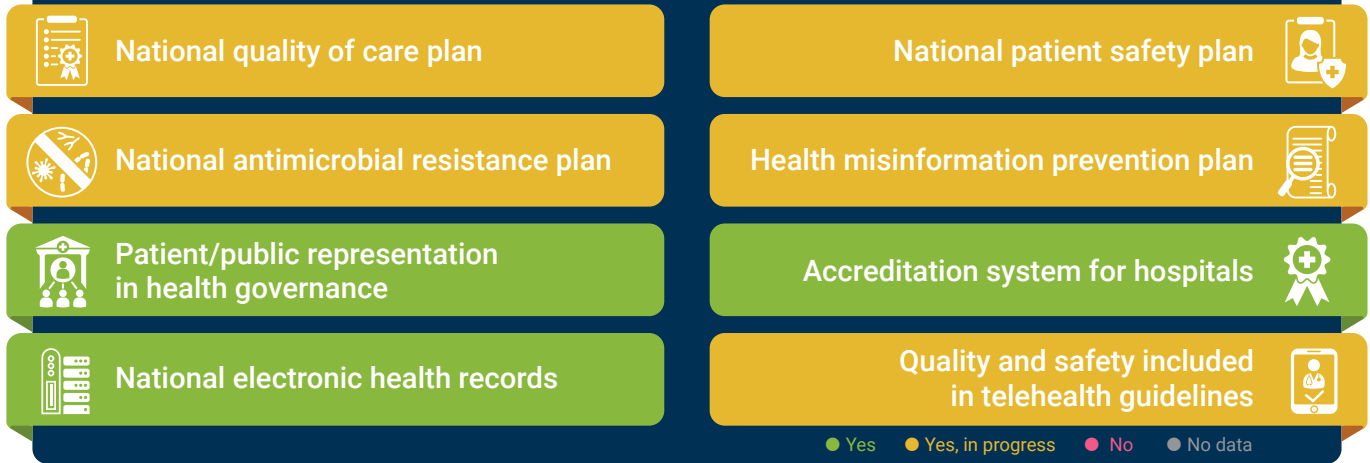 National quality of care plan
National patient safety plan
National antimicrobial resistance plan
Health misinformation prevention plan
Patient/public representation
in health governance
Accreditation system for hospitals
National electronic health records
Quality and safety included
in telehealth guidelines
Yes
Yes, in progress
No
No data